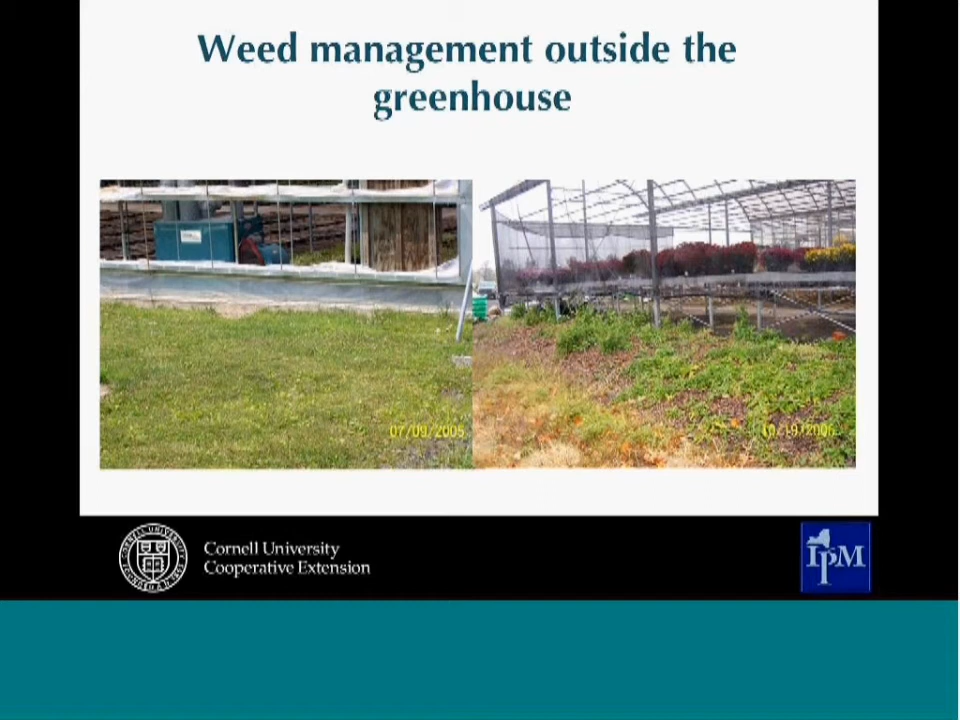 Weed management outside the
greenhouse
07/09/2005
Cornell University
Cooperative Extension
IPM